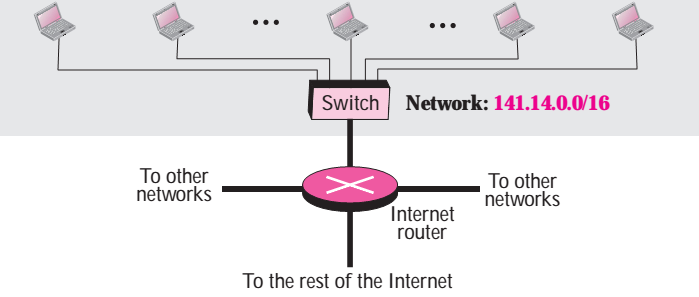 Switch
Network: 141.14.0.0/16
To other
networks
To other
networks
Internet
router
To the rest of the Internet